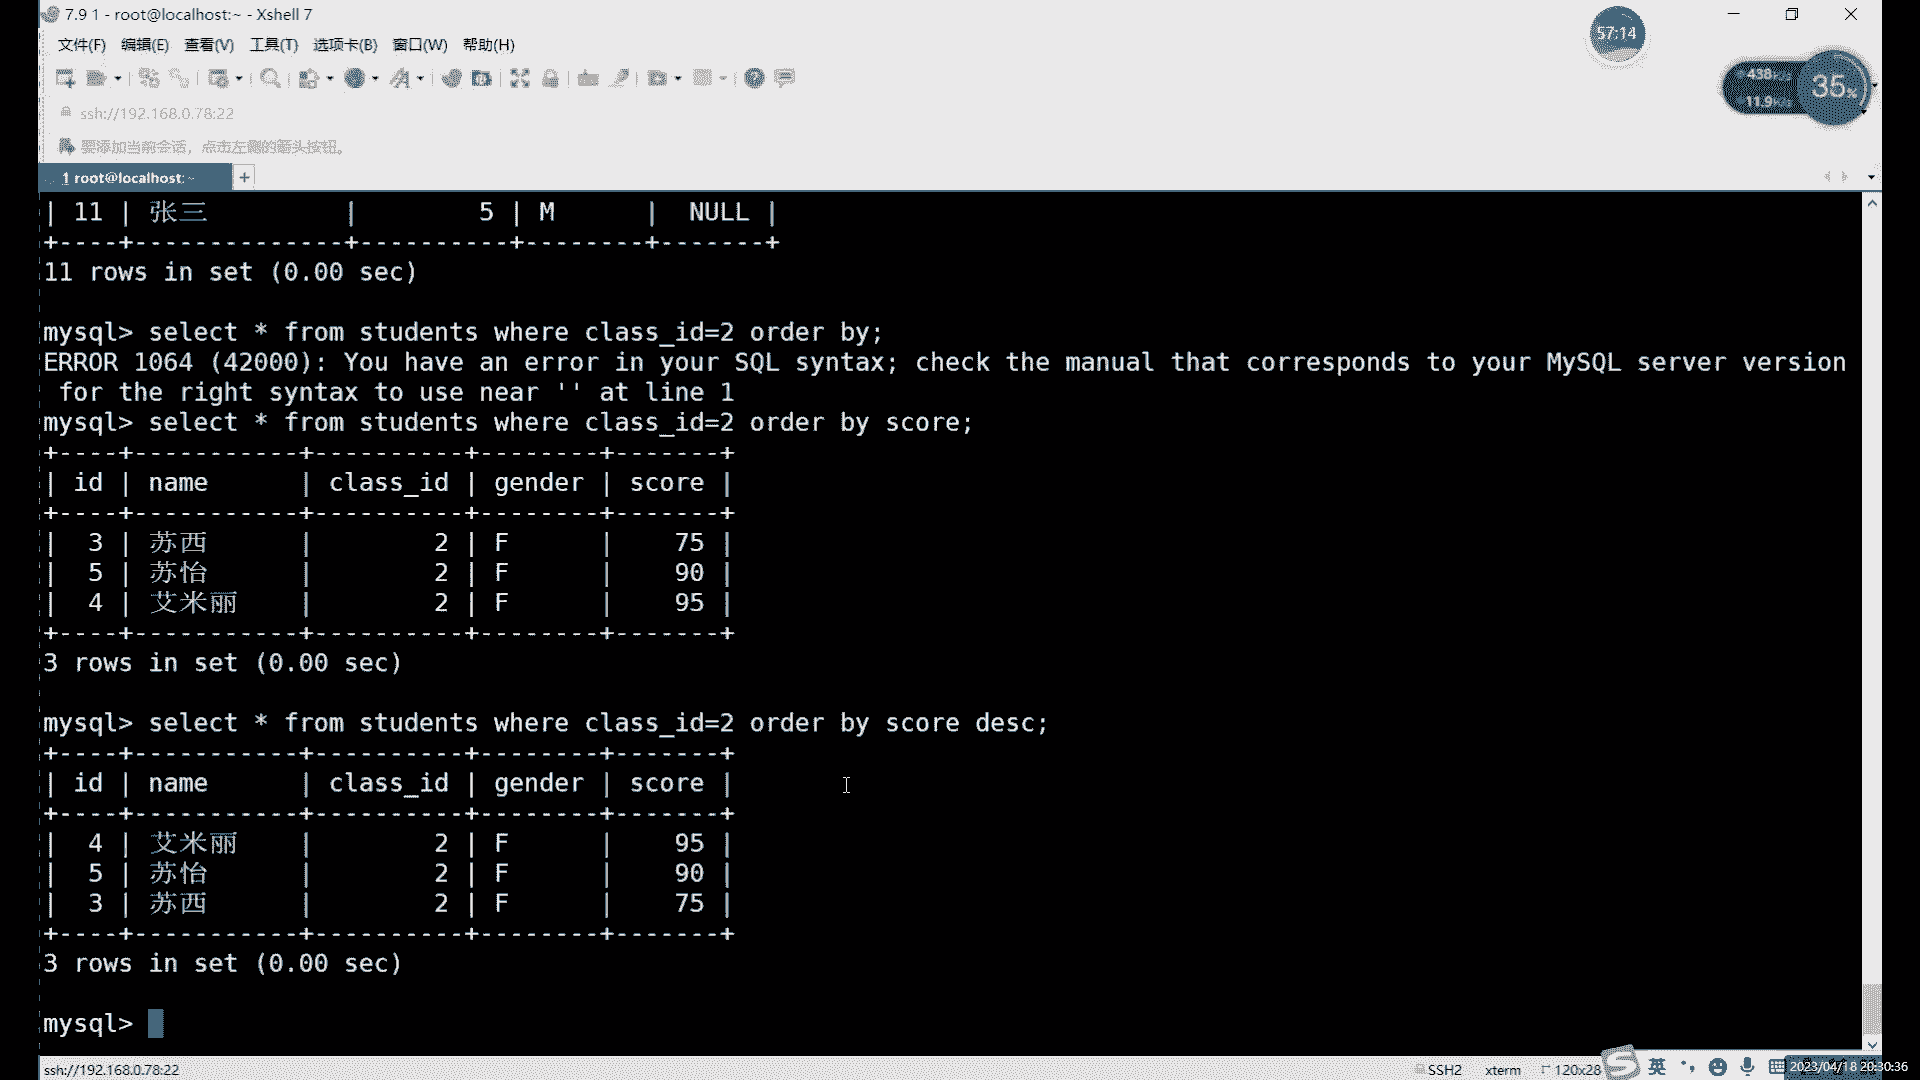 7.9 1 - root@localhost:~ - Xshell 7
57:14
文件(F) 编辑(E) 查看(V) 工具(T) 选项卡(B) 窗口(W) 帮助(H)
438K/s
35%
11.9K/s
ssh://192.168.0.78:22
要添加当前会话，点击左侧的箭头按钮。
1 root@localhost:~ +
| 11 | 张三 | 5 | M | NULL |
+----+--------------+----------+--------+-------+
11 rows in set (0.00 sec)
mysql> select * from students where class_id=2 order by;
ERROR 1064 (42000): You have an error in your SQL syntax; check the manual that corresponds to your MySQL server version
for the right syntax to use near '' at line 1
mysql> select * from students where class_id=2 order by score;
+----+-----------+----------+--------+-------+
| id | name | class_id | gender | score |
+----+-----------+----------+--------+-------+
| 3 | 苏西 | 2 | F | 75 |
| 5 | 苏怡 | 2 | F | 90 |
| 4 | 艾米丽 | 2 | F | 95 |
+----+-----------+----------+--------+-------+
3 rows in set (0.00 sec)
mysql> select * from students where class_id=2 order by score desc;
+----+-----------+----------+--------+-------+
| id | name | class_id | gender | score |
+----+-----------+----------+--------+-------+
| 4 | 艾米丽 | 2 | F | 95 |
| 5 | 苏怡 | 2 | F | 90 |
| 3 | 苏西 | 2 | F | 75 |
+----+-----------+----------+--------+-------+
3 rows in set (0.00 sec)
mysql>
ssh://192.168.0.78:22 SSH2 xterm 120x28 英 2023/04/18 20:30:36